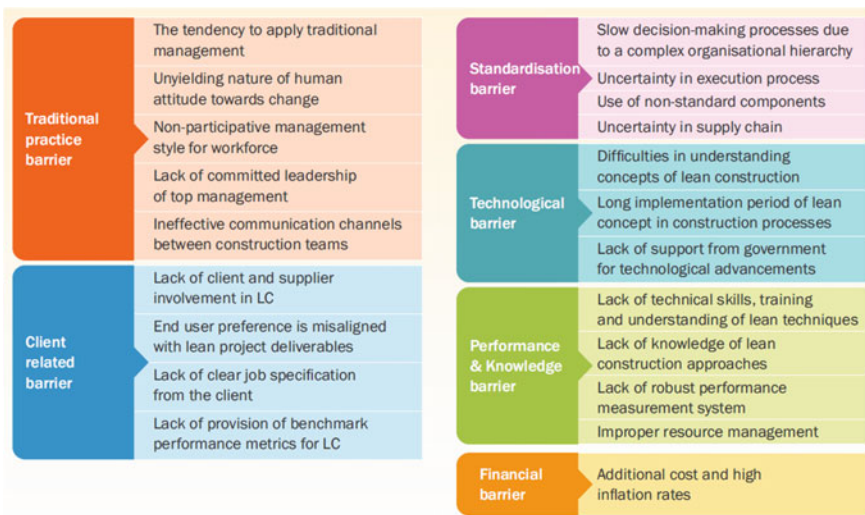 Traditional
practice
barrier
The tendency to apply traditional
management
Unyielding nature of human
attitude towards change
Non-participative management
style for workforce
Lack of committed leadership
of top management
Ineffective communication channels
between construction teams
Client
related
barrier
Lack of client and supplier
involvement in LC
End user preference is misaligned
with lean project deliverables
Lack of clear job specification
from the client
Lack of provision of benchmark
performance metrics for LC
Standardisation
barrier
Slow decision-making processes due
to a complex organisational hierarchy
Uncertainty in execution process
Use of non-standard components
Uncertainty in supply chain
Technological
barrier
Difficulties in understanding
concepts of lean construction
Long implementation period of lean
concept in construction processes
Lack of support from government
for technological advancements
Performance
& Knowledge
barrier
Lack of technical skills, training
and understanding of lean techniques
Lack of knowledge of lean
construction approaches
Lack of robust performance
measurement system
Improper resource management
Financial
barrier
Additional cost and high
inflation rates